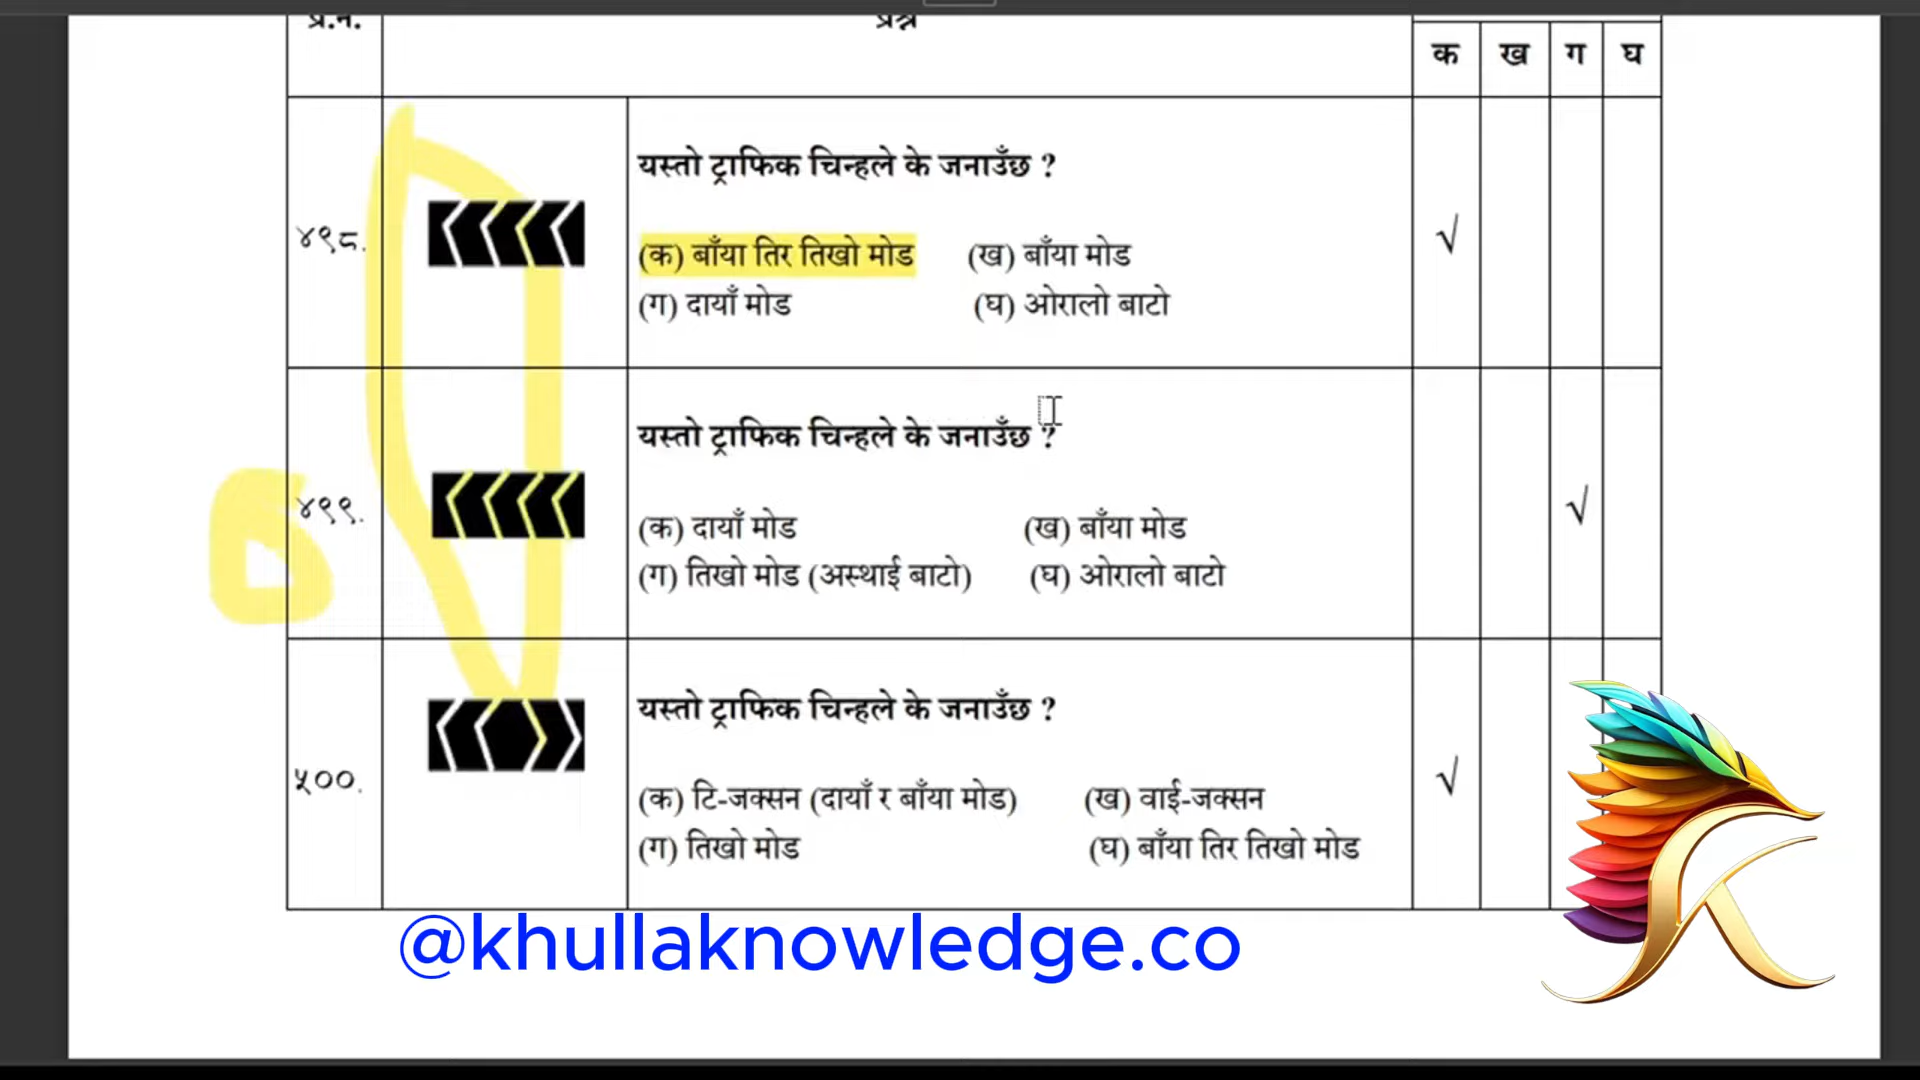 प्र.नं.
प्रश्न
क ख ग घ
४९८.
यस्तो ट्राफिक चिन्हले के जनाउँछ ?
(क) बाँया तिर तिखो मोड (ख) बाँया मोड
(ग) दायाँ मोड (घ) ओरालो बाटो
√
४९९.
यस्तो ट्राफिक चिन्हले के जनाउँछ ?
(क) दायाँ मोड (ख) बाँया मोड
(ग) तिखो मोड (अस्थाई बाटो) (घ) ओरालो बाटो
√
५००.
यस्तो ट्राफिक चिन्हले के जनाउँछ ?
(क) टि-जक्सन (दायाँ र बाँया मोड) (ख) वाई-जक्सन
(ग) तिखो मोड (घ) बाँया तिर तिखो मोड
√
@khullaknowledge.co